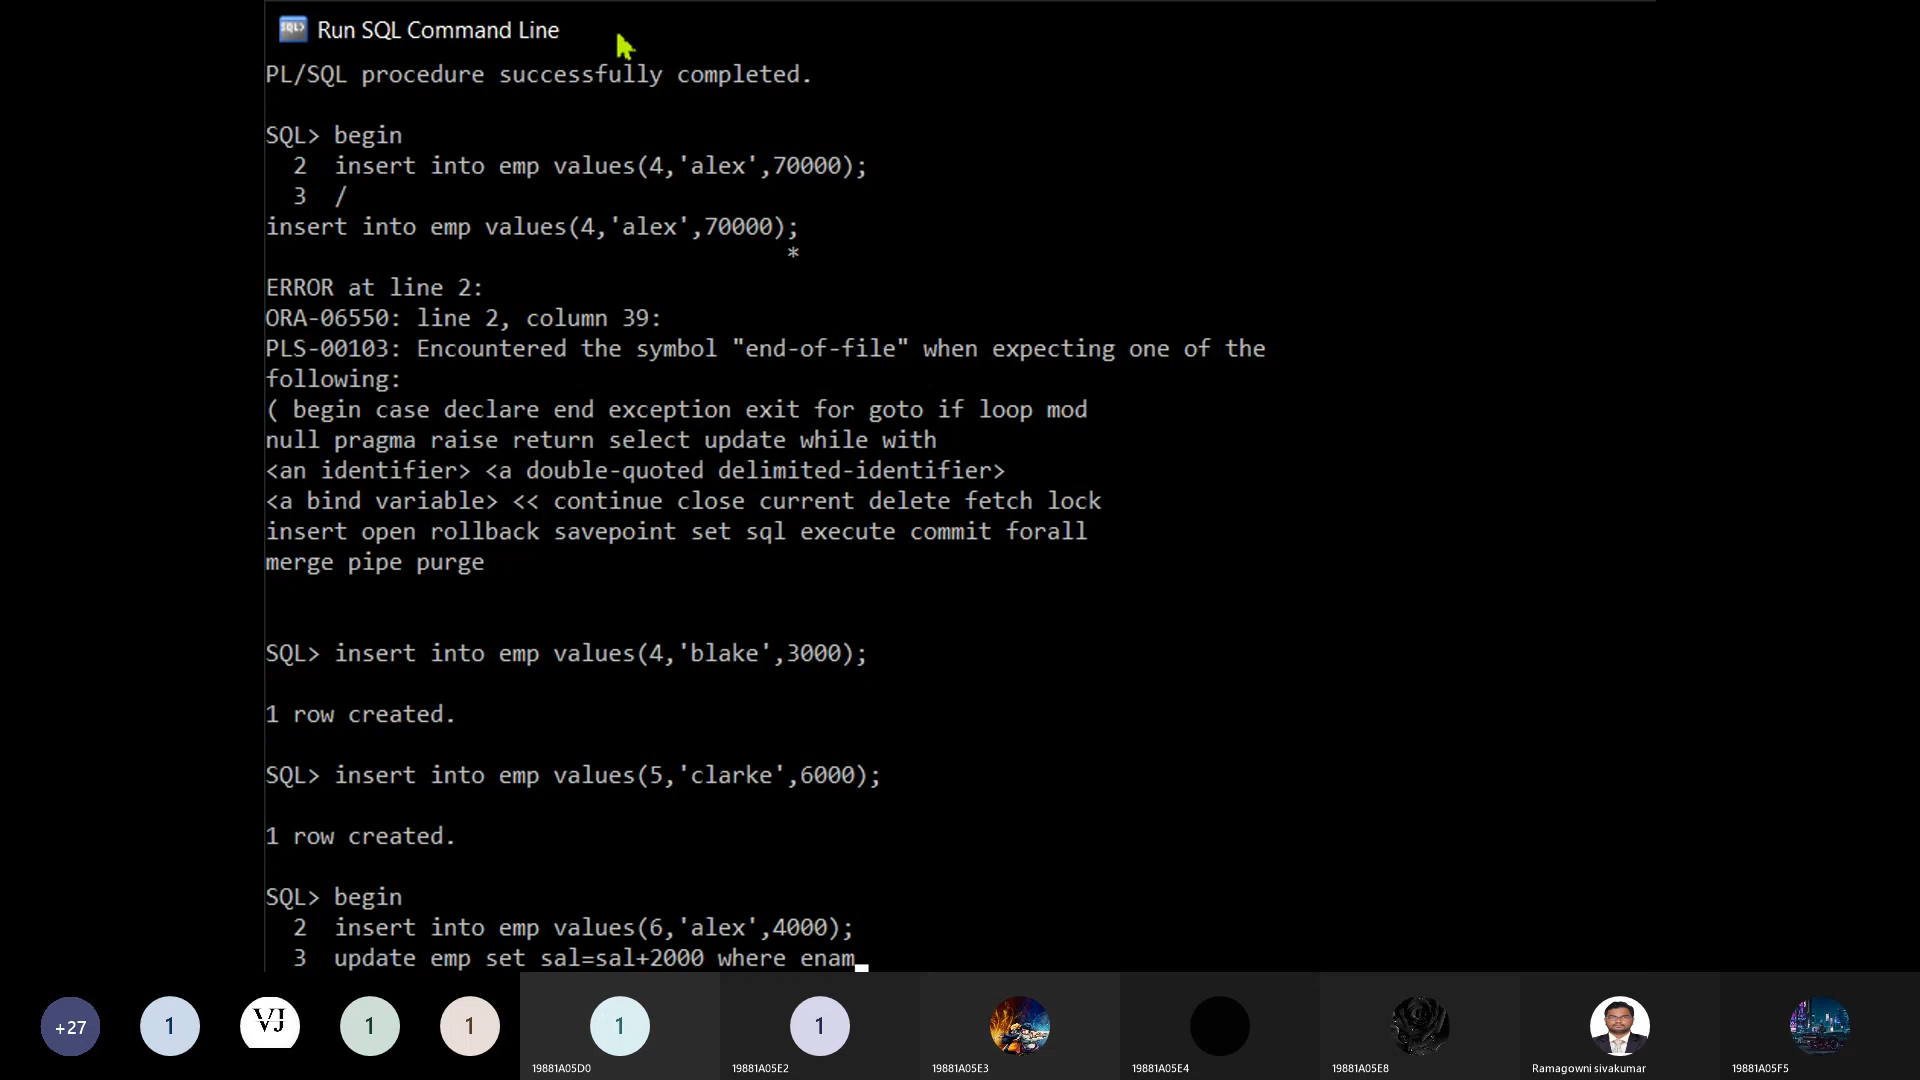 Run SQL Command Line
PL/SQL procedure successfully completed.
SQL> begin
2 insert into emp values(4,'alex',70000);
3 /
insert into emp values(4,'alex',70000);
*
ERROR at line 2:
ORA-06550: line 2, column 39:
PLS-00103: Encountered the symbol "end-of-file" when expecting one of the
following:
( begin case declare end exception exit for goto if loop mod
null pragma raise return select update while with
<an identifier> <a double-quoted delimited-identifier>
<a bind variable> << continue close current delete fetch lock
insert open rollback savepoint set sql execute commit forall
merge pipe purge
SQL> insert into emp values(4,'blake',3000);
1 row created.
SQL> insert into emp values(5,'clarke',6000);
1 row created.
SQL> begin
2 insert into emp values(6,'alex',4000);
3 update emp set sal=sal+2000 where enam
+27 1 VJ 1 1 1 1
19881A05D0 19881A05E2 19881A05E3 19881A05E4 19881A05E8 Ramagowni sivakumar 19881A05F5